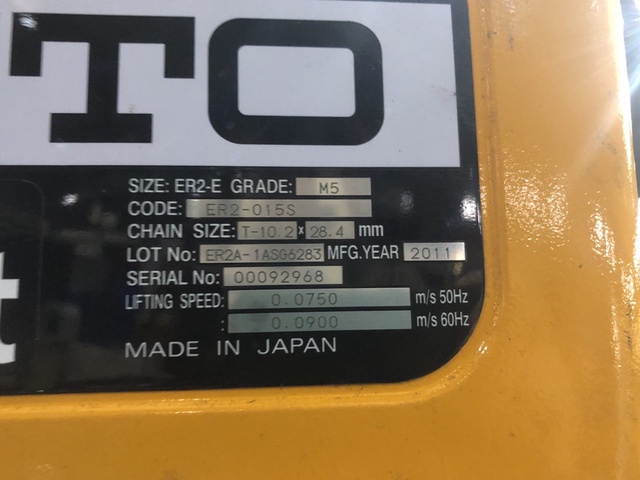 TO
SIZE: ER2-E GRADE: M5
CODE: ER2-015S
CHAIN SIZE: T-10.2 x 28.4 mm
LOT No: ER2A-1ASG6283 MFG.YEAR 2011
SERIAL No: 00092968
LIFTING SPEED: 0.0750 m/s 50Hz
: 0.0900 m/s 60Hz
t
MADE IN JAPAN